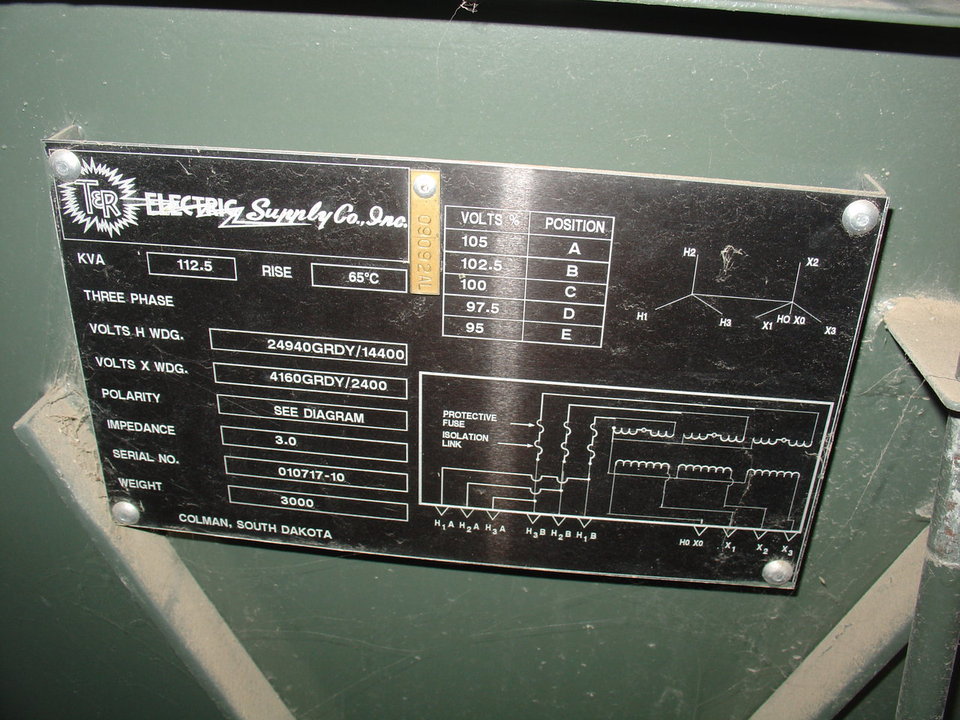 T&R ELECTRIC Supply Co., Inc.
09092AL
KVA 112.5 RISE 65°C
THREE PHASE
VOLTS H WDG. 24940GRDY/14400
VOLTS X WDG. 4160GRDY/2400
POLARITY SEE DIAGRAM
IMPEDANCE 3.0
SERIAL NO. 010717-10
WEIGHT 3000
COLMAN, SOUTH DAKOTA
VOLTS % POSITION
105 A
102.5 B
100 C
97.5 D
95 E
H2 X2
H1 H3 X1 H0 X0 X3
PROTECTIVE
FUSE
ISOLATION
LINK
H1A H2A H3A H3B H2B H1B H0 X0 X1 X2 X3